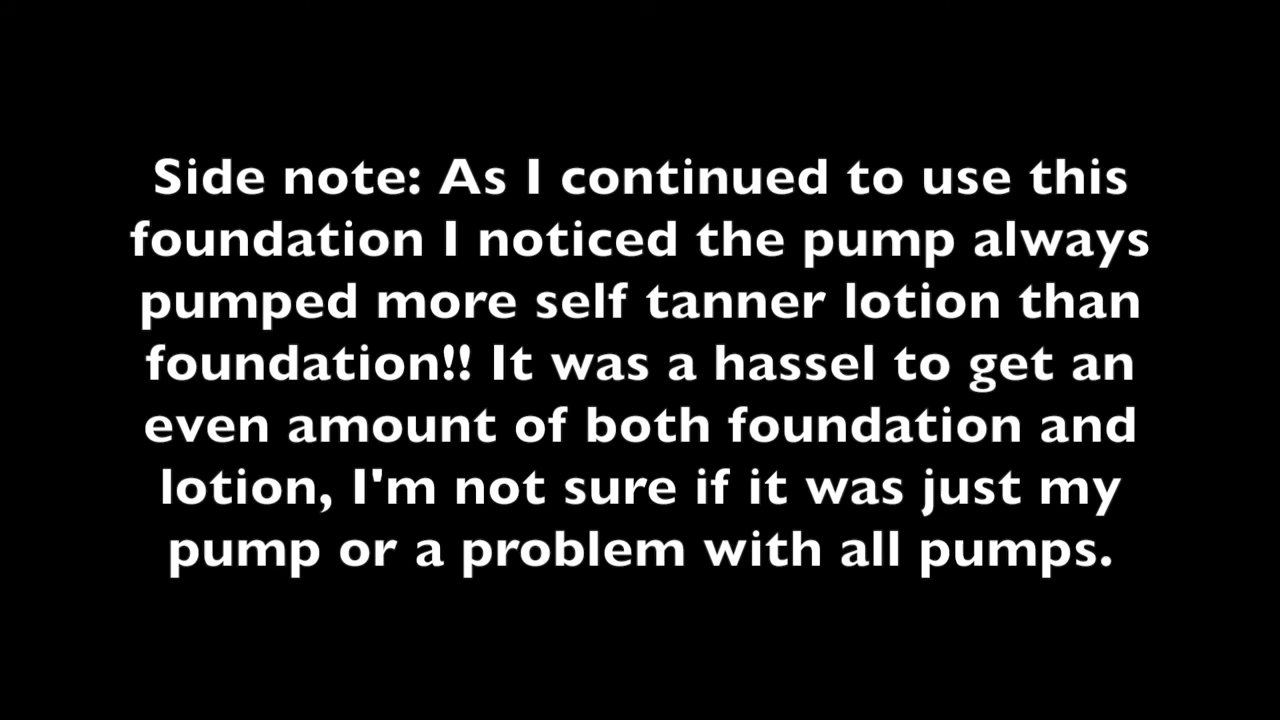 Side note: As I continued to use this
foundation I noticed the pump always
pumped more self tanner lotion than
foundation!! It was a hassel to get an
even amount of both foundation and
lotion, I'm not sure if it was just my
pump or a problem with all pumps.